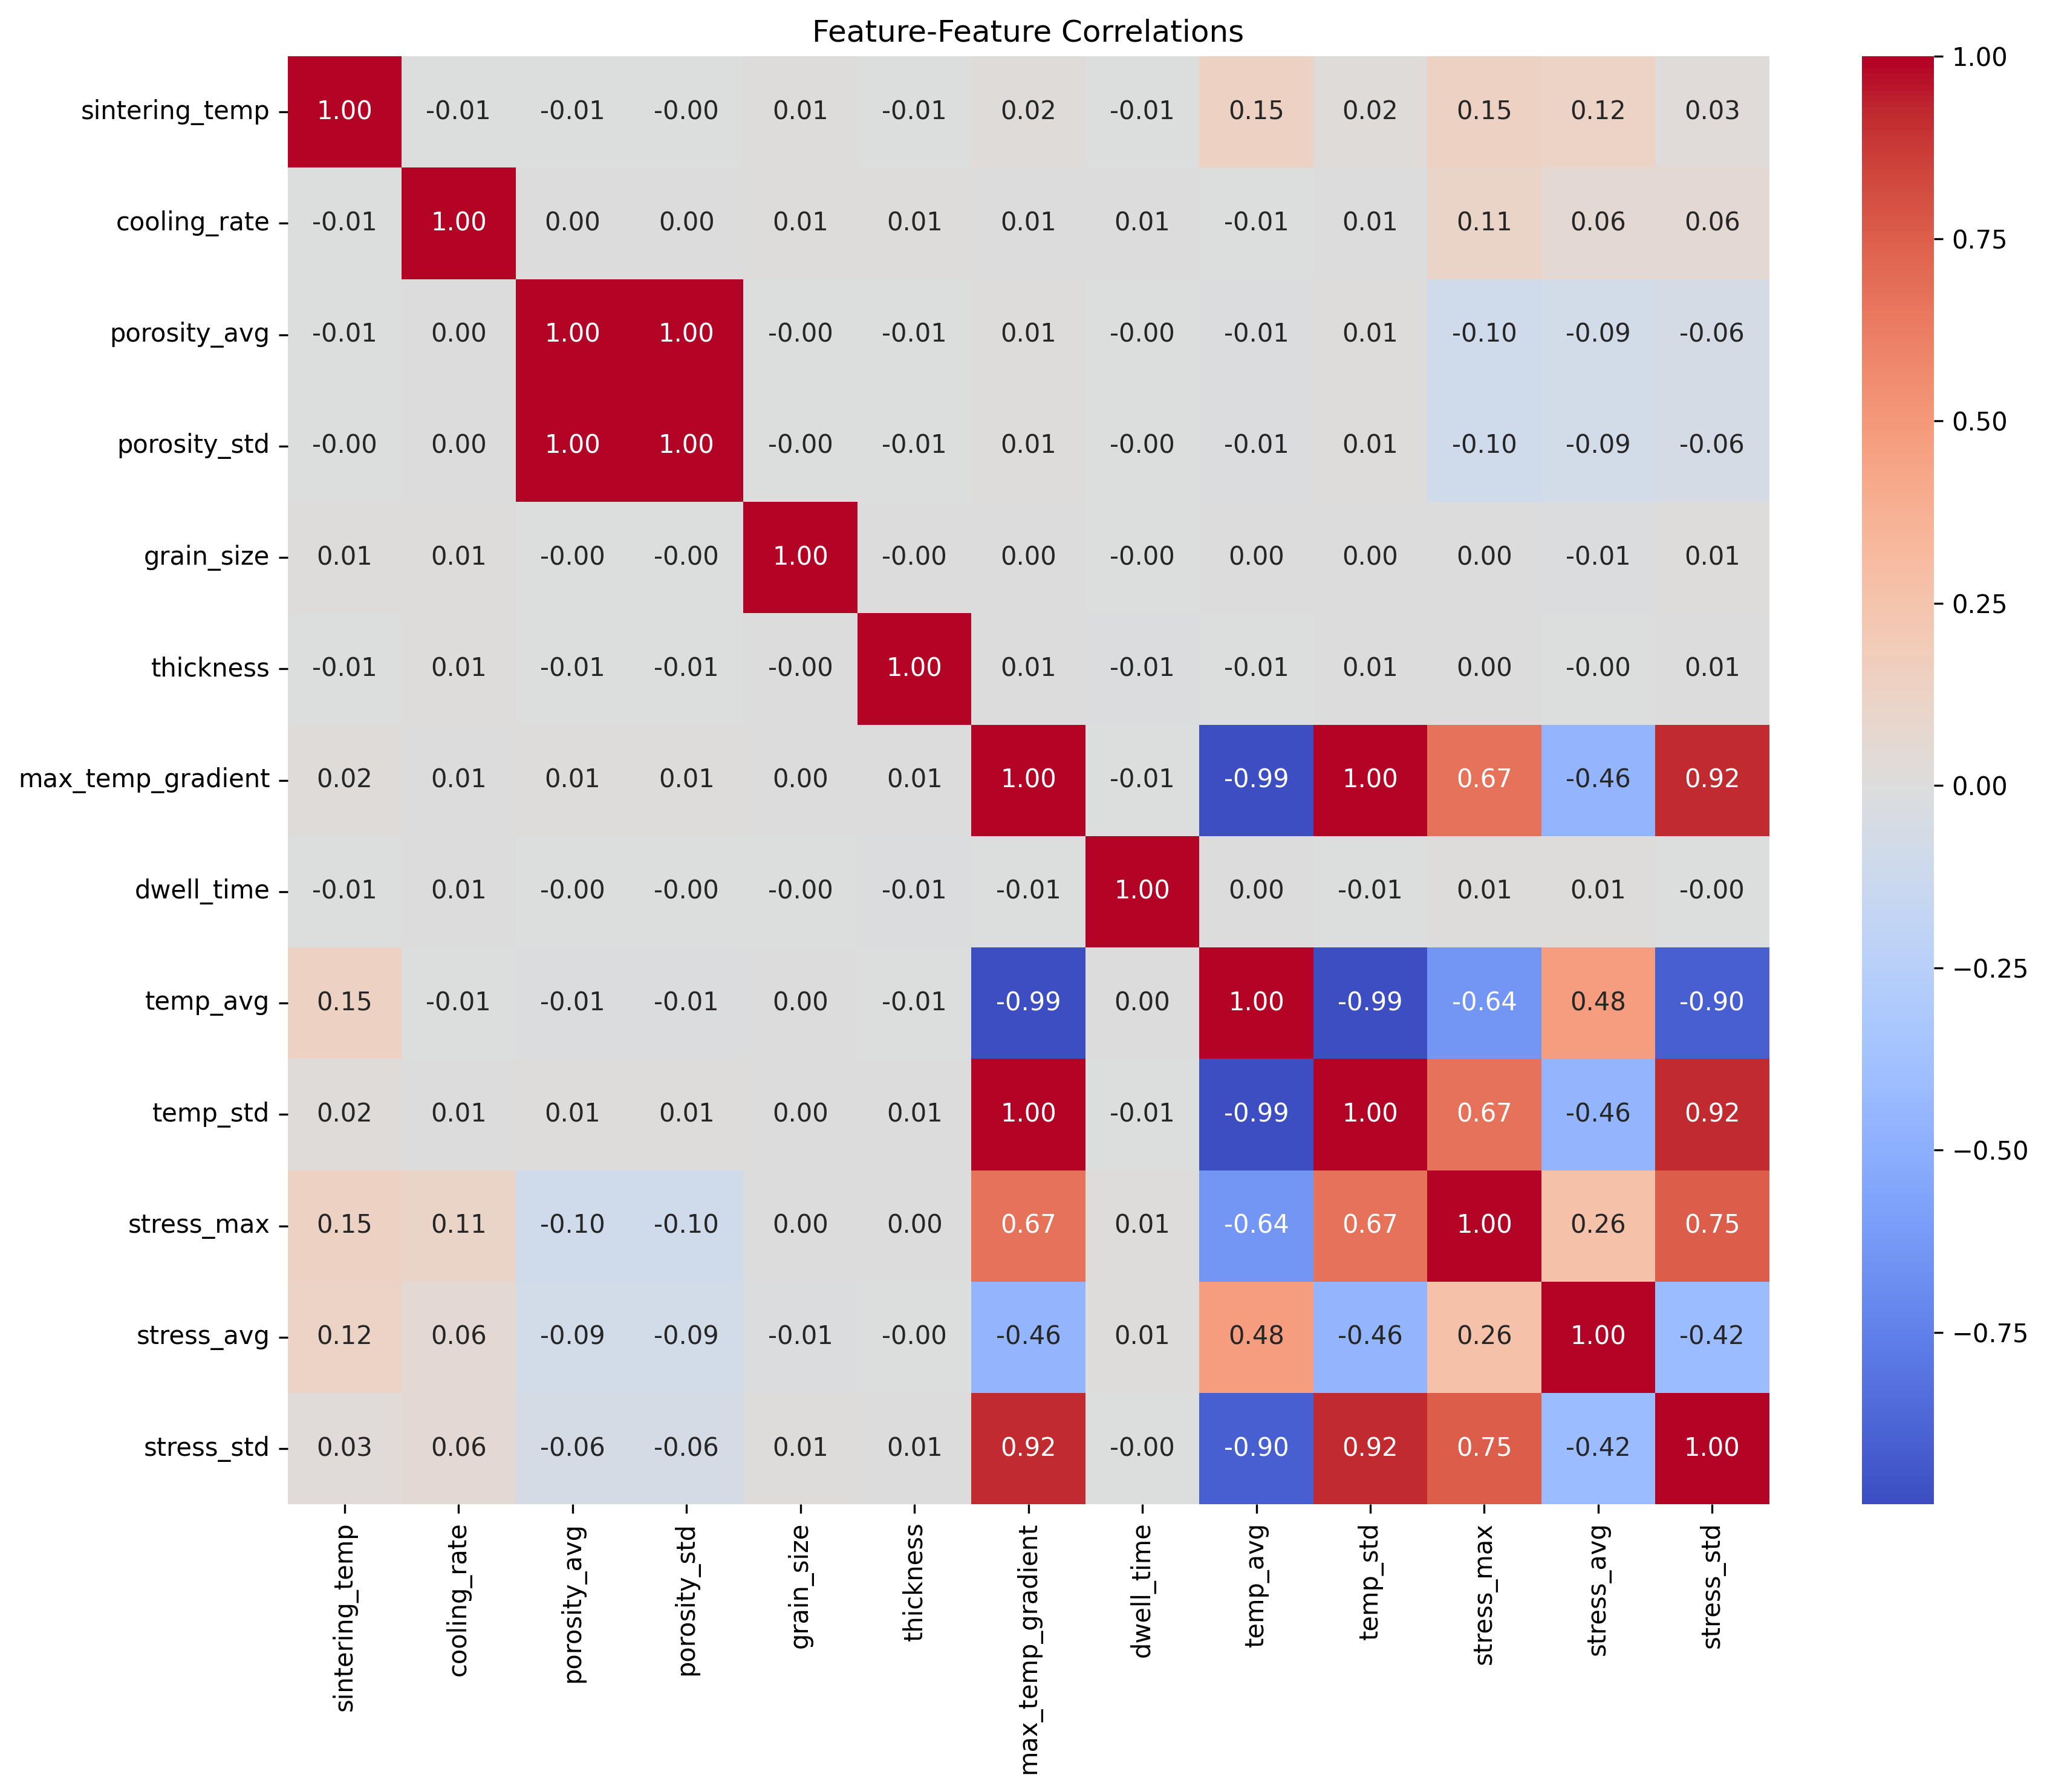 Feature-Feature Correlations
sintering_temp 1.00 -0.01 -0.01 -0.00 0.01 -0.01 0.02 -0.01 0.15 0.02 0.15 0.12 0.03
cooling_rate -0.01 1.00 0.00 0.00 0.01 0.01 0.01 0.01 -0.01 0.01 0.11 0.06 0.06
porosity_avg -0.01 0.00 1.00 1.00 -0.00 -0.01 0.01 -0.00 -0.01 0.01 -0.10 -0.09 -0.06
porosity_std -0.00 0.00 1.00 1.00 -0.00 -0.01 0.01 -0.00 -0.01 0.01 -0.10 -0.09 -0.06
grain_size 0.01 0.01 -0.00 -0.00 1.00 -0.00 0.00 -0.00 0.00 0.00 0.00 -0.01 0.01
thickness -0.01 0.01 -0.01 -0.01 -0.00 1.00 0.01 -0.01 -0.01 0.01 0.00 -0.00 0.01
max_temp_gradient 0.02 0.01 0.01 0.01 0.00 0.01 1.00 -0.01 -0.99 1.00 0.67 -0.46 0.92
dwell_time -0.01 0.01 -0.00 -0.00 -0.00 -0.01 -0.01 1.00 0.00 -0.01 0.01 0.01 -0.00
temp_avg 0.15 -0.01 -0.01 -0.01 0.00 -0.01 -0.99 0.00 1.00 -0.99 -0.64 0.48 -0.90
temp_std 0.02 0.01 0.01 0.01 0.00 0.01 1.00 -0.01 -0.99 1.00 0.67 -0.46 0.92
stress_max 0.15 0.11 -0.10 -0.10 0.00 0.00 0.67 0.01 -0.64 0.67 1.00 0.26 0.75
stress_avg 0.12 0.06 -0.09 -0.09 -0.01 -0.00 -0.46 0.01 0.48 -0.46 0.26 1.00 -0.42
stress_std 0.03 0.06 -0.06 -0.06 0.01 0.01 0.92 -0.00 -0.90 0.92 0.75 -0.42 1.00
sintering_temp
cooling_rate
porosity_avg
porosity_std
grain_size
thickness
max_temp_gradient
dwell_time
temp_avg
temp_std
stress_max
stress_avg
stress_std
1.00
0.75
0.50
0.25
0.00
−0.25
−0.50
−0.75